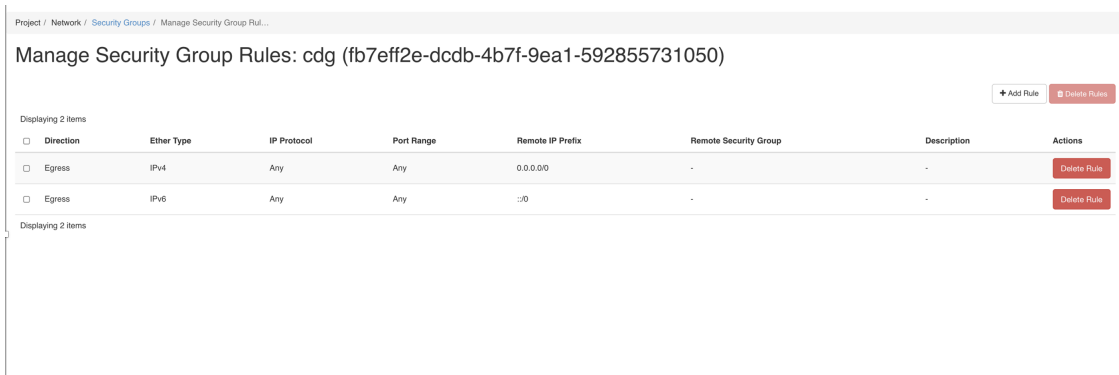 Project / Network / Security Groups / Manage Security Group Rul...
Manage Security Group Rules: cdg (fb7eff2e-dcdb-4b7f-9ea1-592855731050)
+ Add Rule Delete Rules
Displaying 2 items
Direction Ether Type IP Protocol Port Range Remote IP Prefix Remote Security Group Description Actions
Egress IPv4 Any Any 0.0.0.0/0 - - Delete Rule
Egress IPv6 Any Any ::/0 - - Delete Rule
Displaying 2 items